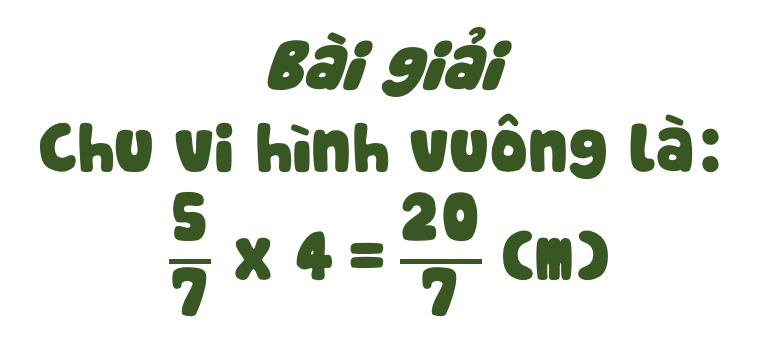 Bài giải
Chu vi hình vuông là:
5/7 x 4 = 20/7 (m)